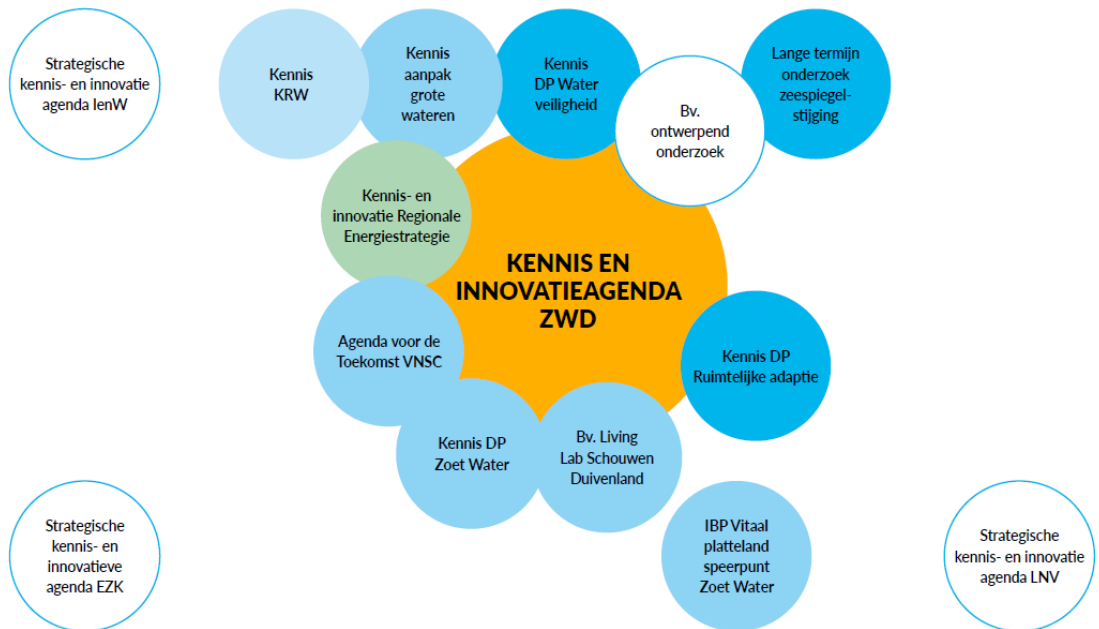 Strategische
kennis- en innovatie
agenda IenW
Kennis
KRW
Kennis
aanpak
grote
wateren
Kennis
DP Water
veiligheid
Bv.
ontwerpend
onderzoek
Lange termijn
onderzoek
zeespiegel-
stijging
Kennis- en
innovatie Regionale
Energiestrategie
KENNIS EN
INNOVATIEAGENDA
ZWD
Agenda voor de
Toekomst VNSC
Kennis DP
Ruimtelijke adaptie
Kennis DP
Zoet Water
Bv. Living
Lab Schouwen
Duivenland
Strategische
kennis- en
innovatieve
agenda EZK
IBP Vitaal
platteland
speerpunt
Zoet Water
Strategische
kennis- en innovatie
agenda LNV